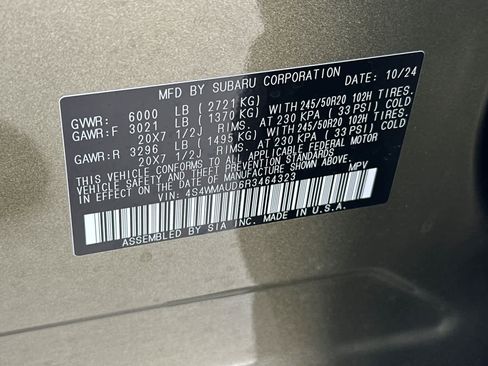 MFD BY SUBARU CORPORATION DATE: 10/24
GVWR: 6000 LB ( 2721 KG)
GAWR:F 3021 LB ( 1370 KG) WITH 245/50R20 102H TIRES.
20X7 1/2J RIMS. AT 230 KPA ( 33 PSI) COLD
GAWR:R 3296 LB ( 1495 KG) WITH 245/50R20 102H TIRES.
20X7 1/2J RIMS. AT 230 KPA ( 33 PSI) COLD
THIS VEHICLE CONFORMS TO ALL APPLICABLE FEDERAL MOTOR
VEHICLE SAFETY, BUMPER, AND THEFT PREVENTION STANDARDS
IN EFFECT ON THE DATE OF MANUFACTURE SHOWN ABOVE.
VIN: 4S4WMAUD6R3464323 MPV
ASSEMBLED BY SIA INC. MADE IN U.S.A.